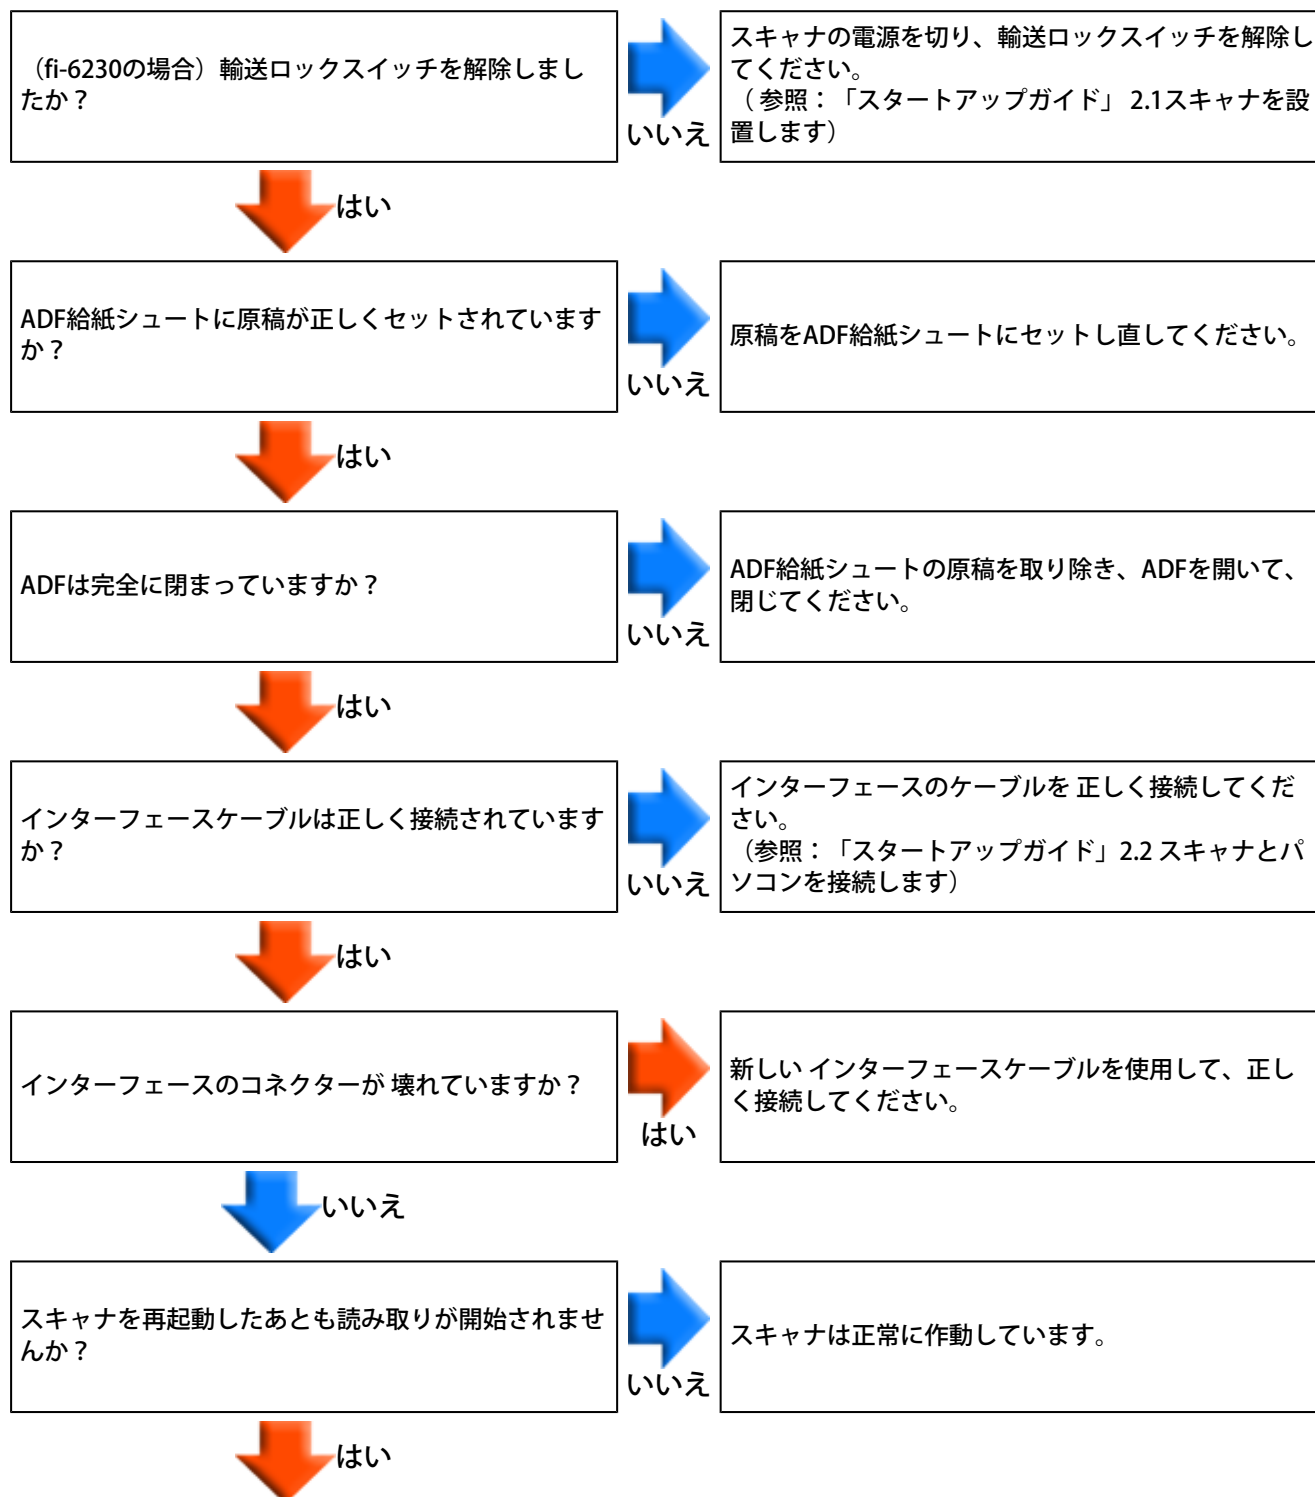 （fi-6230の場合）輸送ロックスイッチを解除しまし
たか？
いいえ
スキャナの電源を切り、輸送ロックスイッチを解除し
てください。
（ 参照：「スタートアップガイド」 2.1スキャナを設
置します）
はい
ADF給紙シュートに原稿が正しくセットされています
か？
いいえ
原稿をADF給紙シュートにセットし直してください。
はい
ADFは完全に閉まっていますか？
いいえ
ADF給紙シュートの原稿を取り除き、ADFを開いて、
閉じてください。
はい
インターフェースケーブルは正しく接続されています
か？
いいえ
インターフェースのケーブルを 正しく接続してくだ
さい。
（参照：「スタートアップガイド」2.2 スキャナとパ
ソコンを接続します）
はい
インターフェースのコネクターが 壊れていますか？
はい
新しい インターフェースケーブルを使用して、正し
く接続してください。
いいえ
スキャナを再起動したあとも読み取りが開始されませ
んか？
いいえ
スキャナは正常に作動しています。
はい